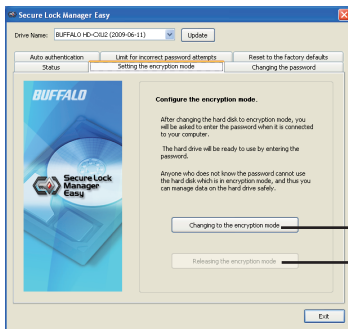 Secure Lock Manager Easy
Drive Name: BUFFALO HD-CXU2 (2009-06-11) Update
Auto authentication Limit for incorrect password attempts Reset to the factory defaults
Status Setting the encryption mode Changing the password
BUFFALO
Secure Lock
Manager
Easy
Configure the encryption mode.
After changing the hard disk to encryption mode, you
will be asked to enter the password when it is connected
to your computer.
The hard drive will be ready to use by entering the
password.
Anyone who does not know the password cannot use
the hard disk which is in encryption mode, and thus you
can manage data on the hard drive safely.
Changing to the encryption mode
Releasing the encryption mode
Exit